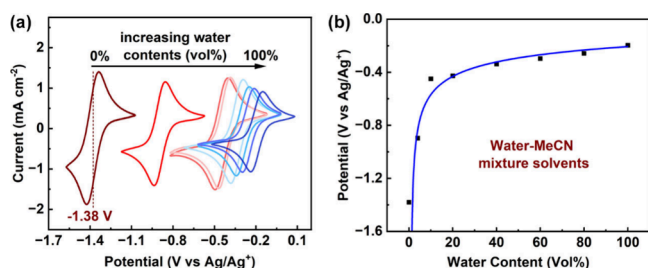 (a)
increasing water
contents (vol%)
0%
100%
Current (mA cm⁻²)
2
1
0
−1
−2
-1.38 V
−1.7 −1.4 −1.1 −0.8 −0.5 −0.2 0.1
Potential (V vs Ag/Ag⁺)
(b)
Potential (V vs Ag/Ag⁺)
0.0
−0.4
−0.8
−1.2
−1.6
Water-MeCN
mixture solvents
0 20 40 60 80 100
Water Content (Vol%)